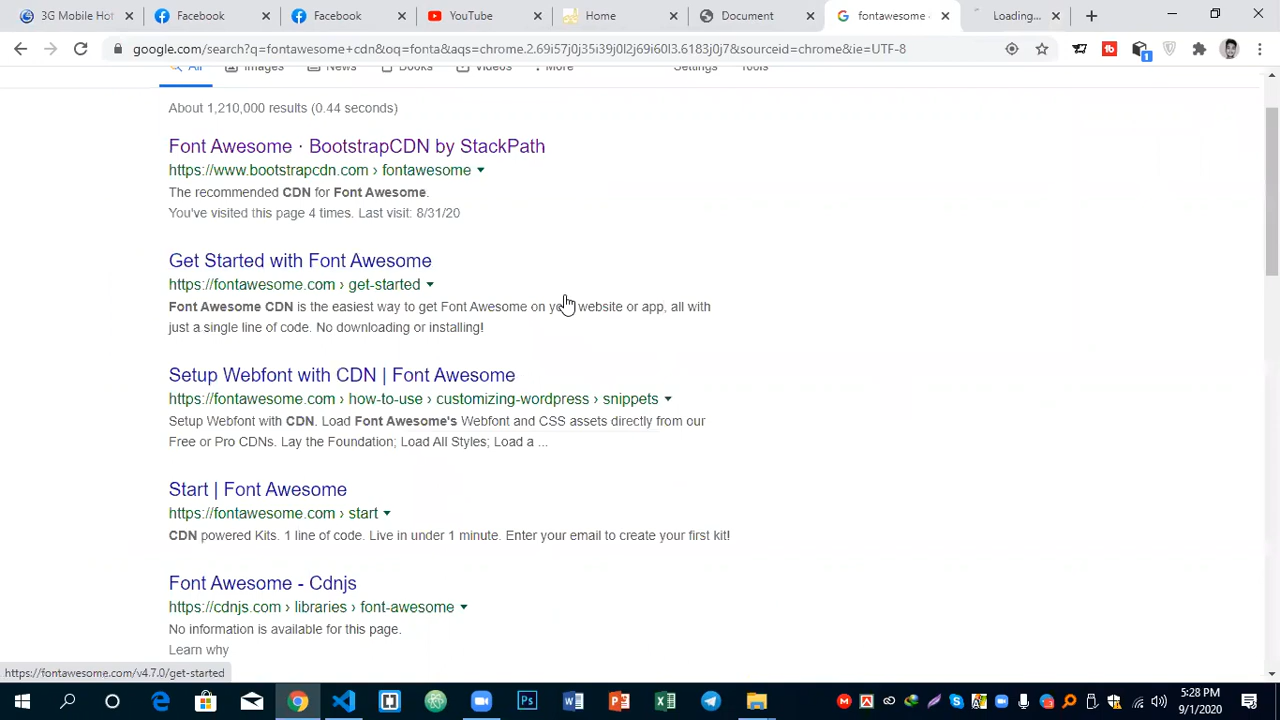 3G Mobile Hot
Facebook
Facebook
YouTube
Home
Document
fontawesome
Loading...
google.com/search?q=fontawesome+cdn&oq=fonta&aqs=chrome.2.69i57j0j35i39j0l2j69i60l3.6183j0j7&sourceid=chrome&ie=UTF-8
All Images News Books Videos More Settings Tools
About 1,210,000 results (0.44 seconds)
Font Awesome · BootstrapCDN by StackPath
https://www.bootstrapcdn.com › fontawesome
The recommended CDN for Font Awesome.
You've visited this page 4 times. Last visit: 8/31/20
Get Started with Font Awesome
https://fontawesome.com › get-started
Font Awesome CDN is the easiest way to get Font Awesome on website or app, all with
just a single line of code. No downloading or installing!
Setup Webfont with CDN | Font Awesome
https://fontawesome.com › how-to-use › customizing-wordpress › snippets
Setup Webfont with CDN. Load Font Awesome's Webfont and CSS assets directly from our
Free or Pro CDNs. Lay the Foundation; Load All Styles; Load a ...
Start | Font Awesome
https://fontawesome.com › start
CDN powered Kits. 1 line of code. Live in under 1 minute. Enter your email to create your first kit!
Font Awesome - Cdnjs
https://cdnjs.com › libraries › font-awesome
No information is available for this page.
Learn why
https://fontawesome.com/v4.7.0/get-started
5:28 PM
9/1/2020